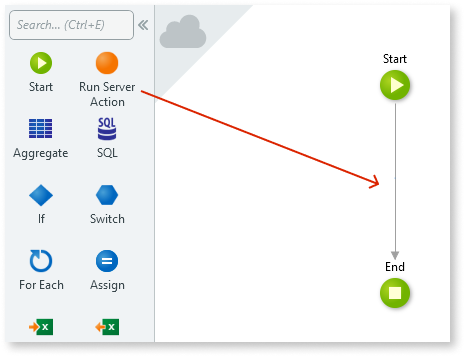 Search... (Ctrl+E)
Start
Run Server
Action
Aggregate
SQL
SQL
If
Switch
For Each
Assign
X
X
Start
End